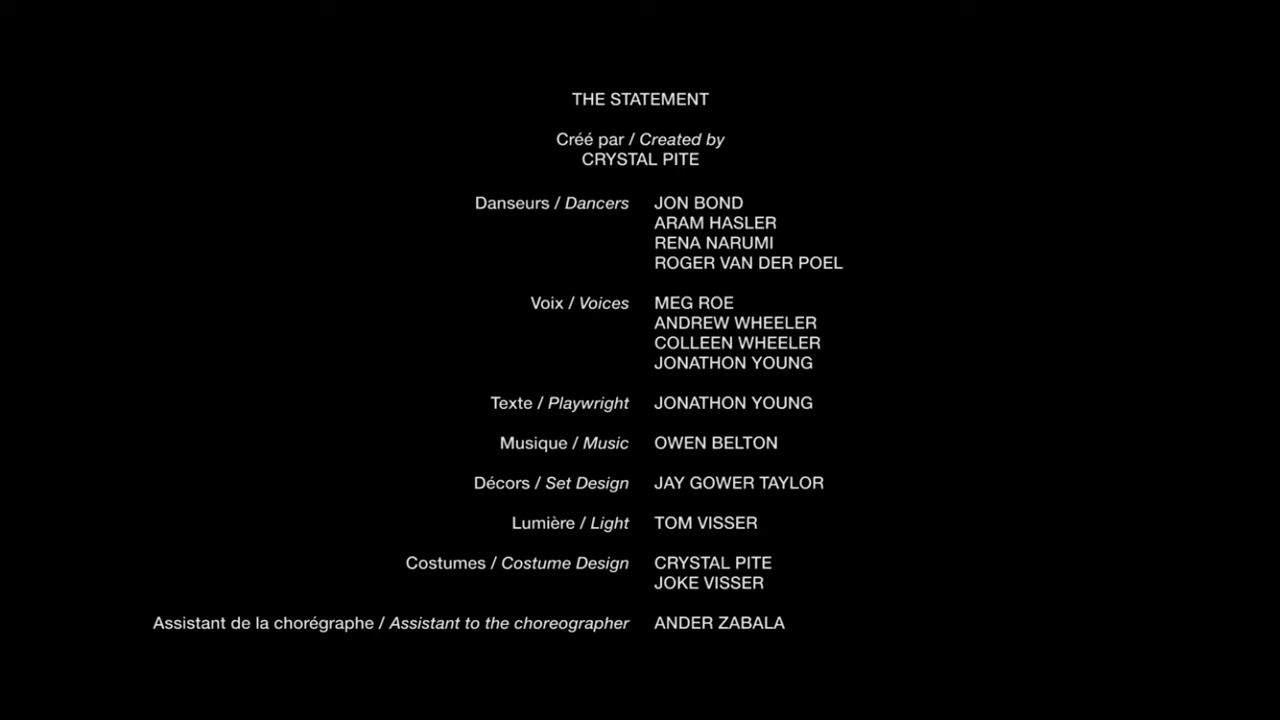 THE STATEMENT
Créé par / Created by
CRYSTAL PITE
Danseurs / Dancers JON BOND
ARAM HASLER
RENA NARUMI
ROGER VAN DER POEL
Voix / Voices MEG ROE
ANDREW WHEELER
COLLEEN WHEELER
JONATHON YOUNG
Texte / Playwright JONATHON YOUNG
Musique / Music OWEN BELTON
Décors / Set Design JAY GOWER TAYLOR
Lumière / Light TOM VISSER
Costumes / Costume Design CRYSTAL PITE
JOKE VISSER
Assistant de la chorégraphe / Assistant to the choreographer ANDER ZABALA